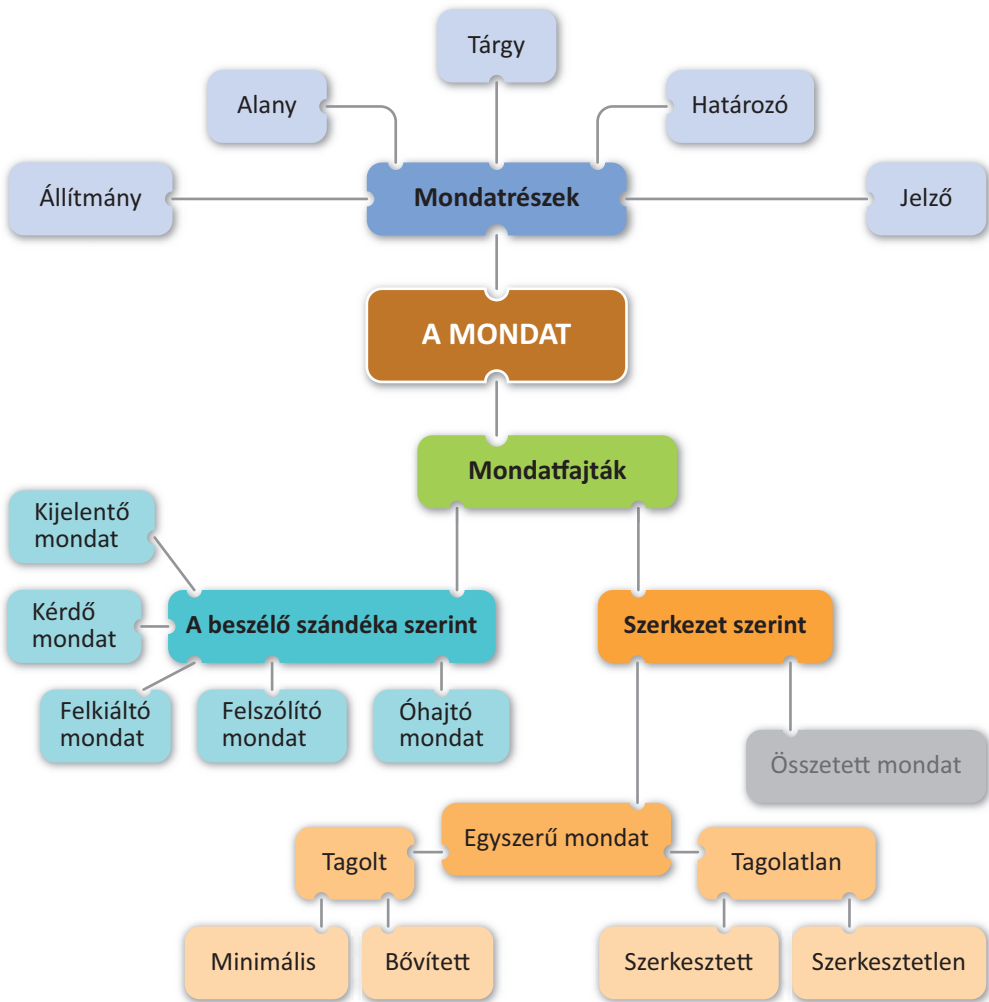 Tárgy
Alany
Határozó
Állítmány
Mondatrészek
Jelző
A MONDAT
Mondatfajták
Kijelentő
mondat
Kérdő
mondat
A beszélő szándéka szerint
Szerkezet szerint
Felkiáltó
mondat
Felszólító
mondat
Óhajtó
mondat
Összetett mondat
Egyszerű mondat
Tagolt
Tagolatlan
Minimális
Bővített
Szerkesztett
Szerkesztetlen